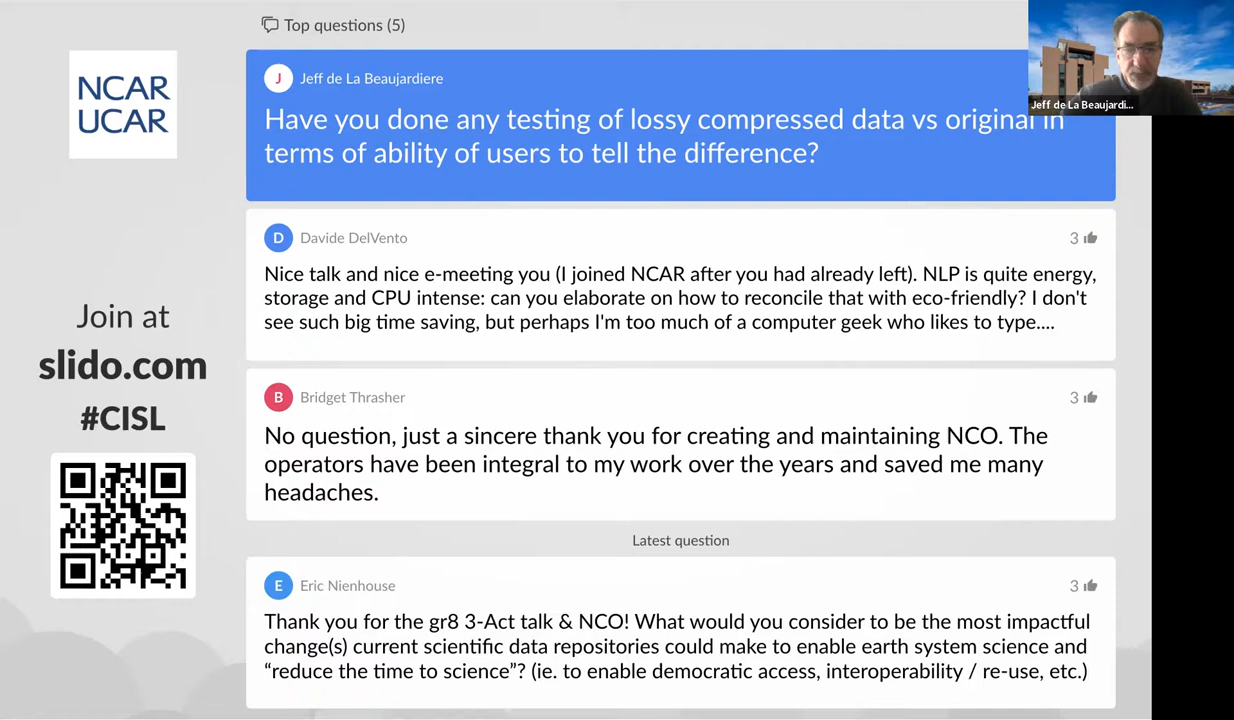 Top questions (5)
NCAR
UCAR
J Jeff de La Beaujardiere
Have you done any testing of lossy compressed data vs original in
terms of ability of users to tell the difference?
Jeff de La Beaujardi...
D Davide DelVento 3
Nice talk and nice e-meeting you (I joined NCAR after you had already left). NLP is quite energy,
storage and CPU intense: can you elaborate on how to reconcile that with eco-friendly? I don't
see such big time saving, but perhaps I'm too much of a computer geek who likes to type....
Join at
slido.com
#CISL
B Bridget Thrasher 3
No question, just a sincere thank you for creating and maintaining NCO. The
operators have been integral to my work over the years and saved me many
headaches.
Latest question
E Eric Nienhouse 3
Thank you for the gr8 3-Act talk & NCO! What would you consider to be the most impactful
change(s) current scientific data repositories could make to enable earth system science and
“reduce the time to science”? (ie. to enable democratic access, interoperability / re-use, etc.)